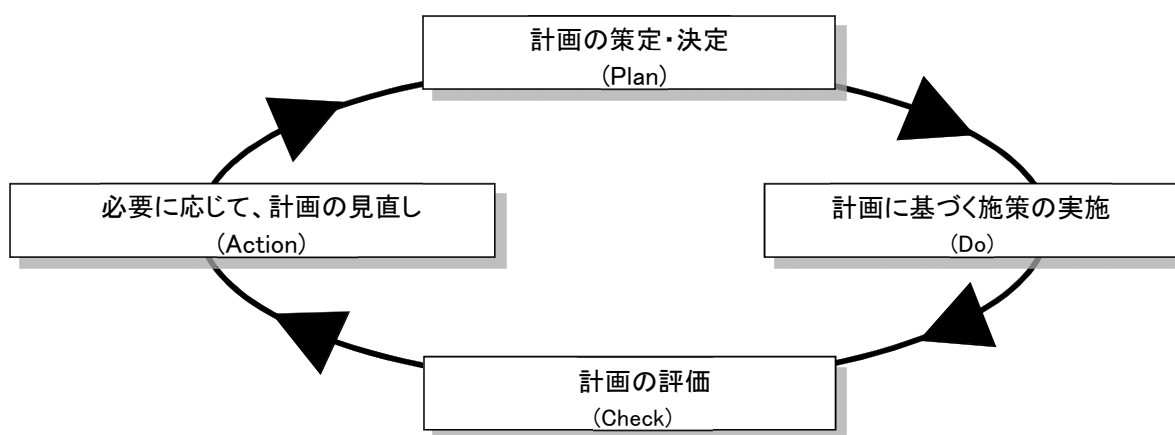 計画の策定・決定
(Plan)
必要に応じて、計画の見直し
(Action)
計画に基づく施策の実施
(Do)
計画の評価
(Check)